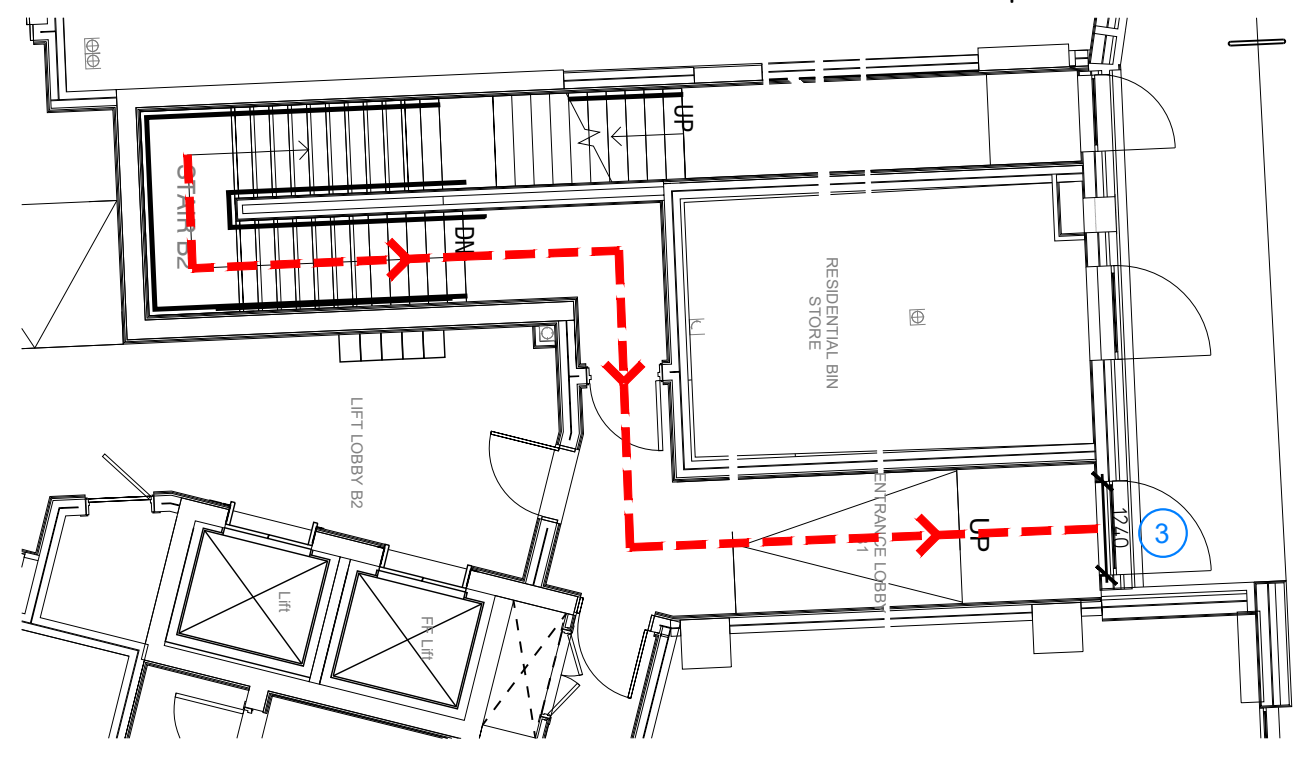 UP
STAIR B2
DN
RESIDENTIAL BIN
STORE
LIFT LOBBY B2
ENTRANCE LOBBY
UP
1240
3
Lift
FF Lift